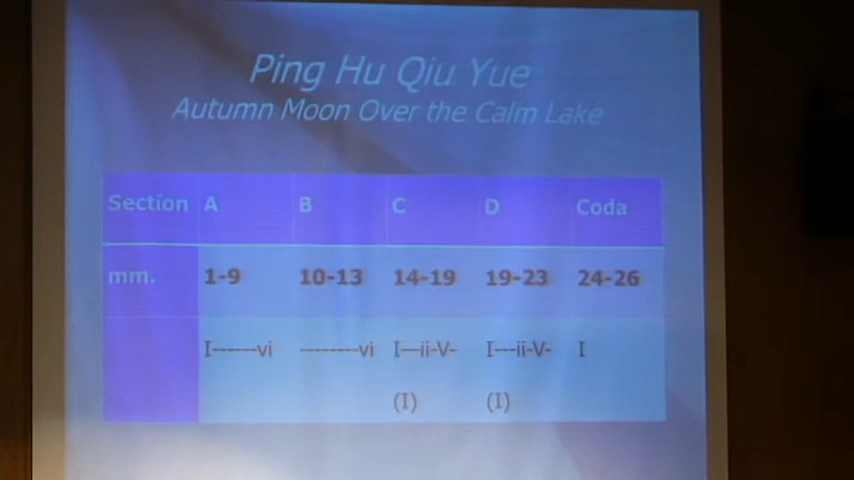 Ping Hu Qiu Yue
Autumn Moon Over the Calm Lake
Section A B C D Coda
mm. 1-9 10-13 14-19 19-23 24-26
I------vi --------vi I—ii-V- I---ii-V- I
(I) (I)